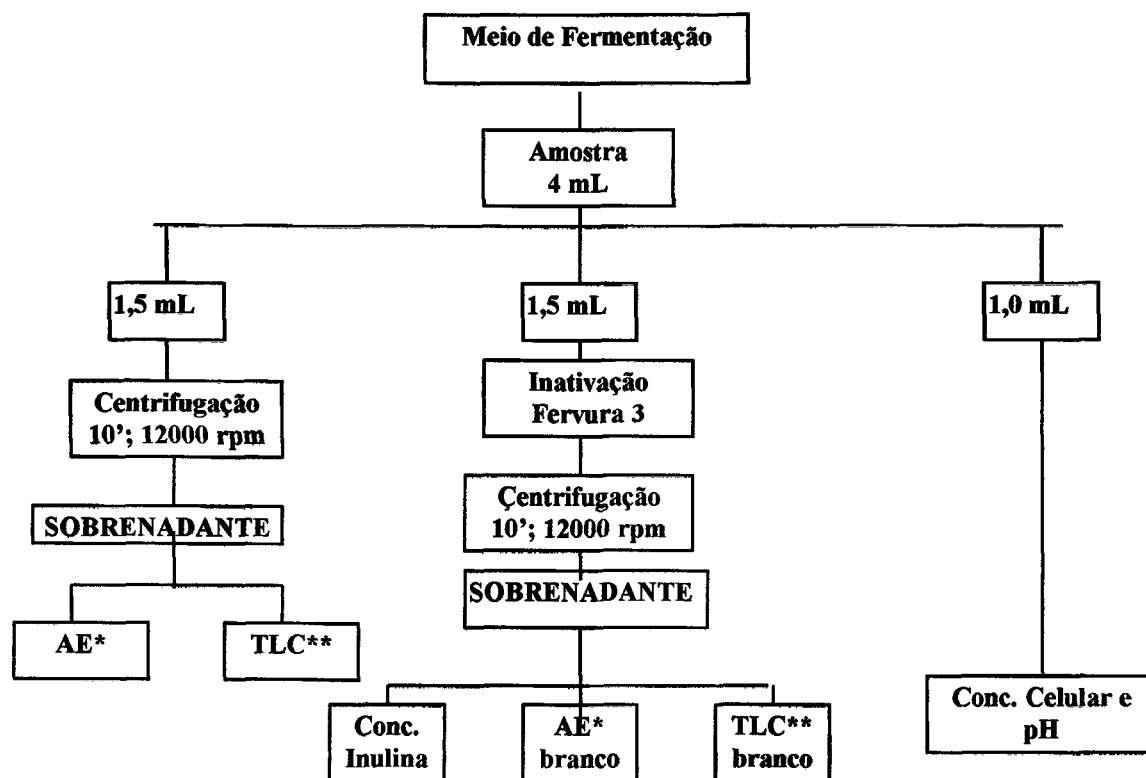 Meio de Fermentação
Amostra
4 mL
1,5 mL
1,5 mL
1,0 mL
Centrifugação
10’; 12000 rpm
SOBRENADANTE
AE*
TLC**
Inativação
Fervura 3
Çentrifugação
10’; 12000 rpm
SOBRENADANTE
Conc.
Inulina
AE*
branco
TLC**
branco
Conc. Celular e
pH